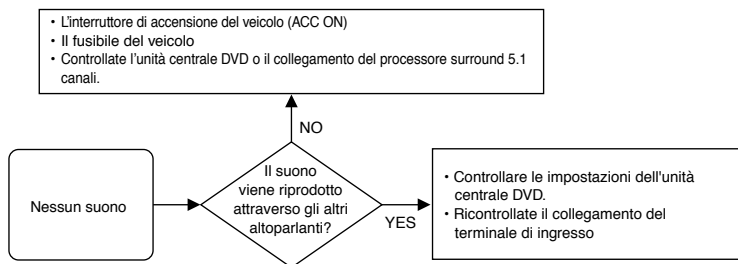 • L'interruttore di accensione del veicolo (ACC ON)
• Il fusibile del veicolo
• Controllate l'unità centrale DVD o il collegamento del processore surround 5.1
canali.
NO
Nessun suono
Il suono
viene riprodotto
attraverso gli altri
altoparlanti?
YES
• Controllare le impostazioni dell'unità
centrale DVD.
• Ricontrollate il collegamento del
terminale di ingresso